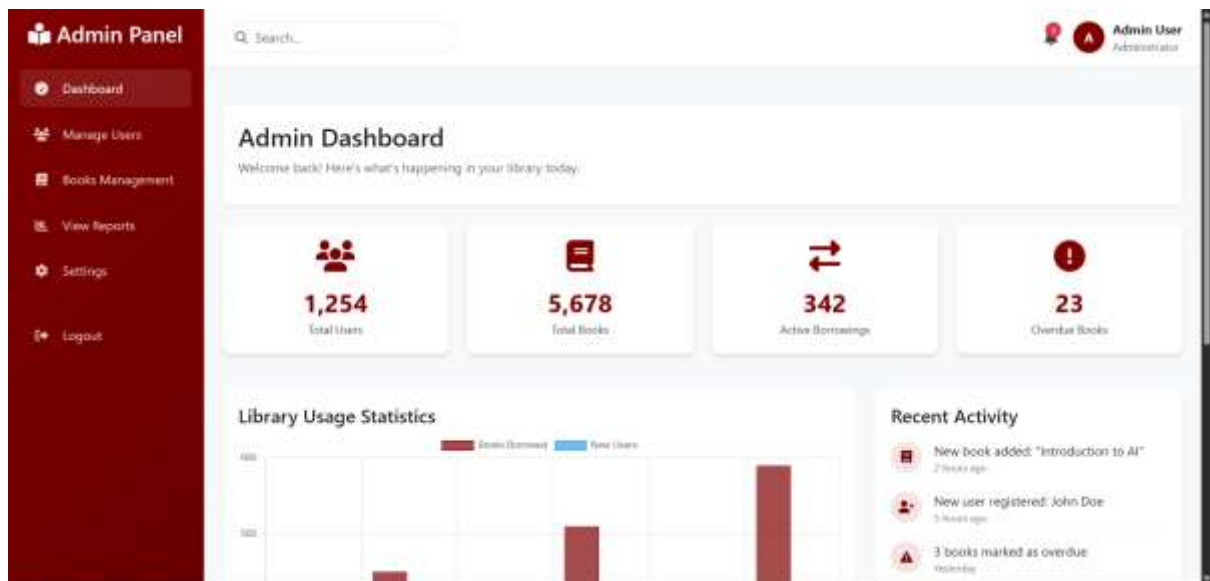 Admin Panel
Search...
A
Admin User
Administrator
Dashboard
Manage Users
Books Management
View Reports
Settings
Logout
Admin Dashboard
Welcome back! Here's what's happening in your library today.
1,254
Total Users
5,678
Total Books
342
Active Borrowings
23
Overdue Books
Library Usage Statistics
Books Borrowed New Users
Recent Activity
New book added: "Introduction to AI"
2 hours ago
New user registered: John Doe
5 hours ago
3 books marked as overdue
Yesterday